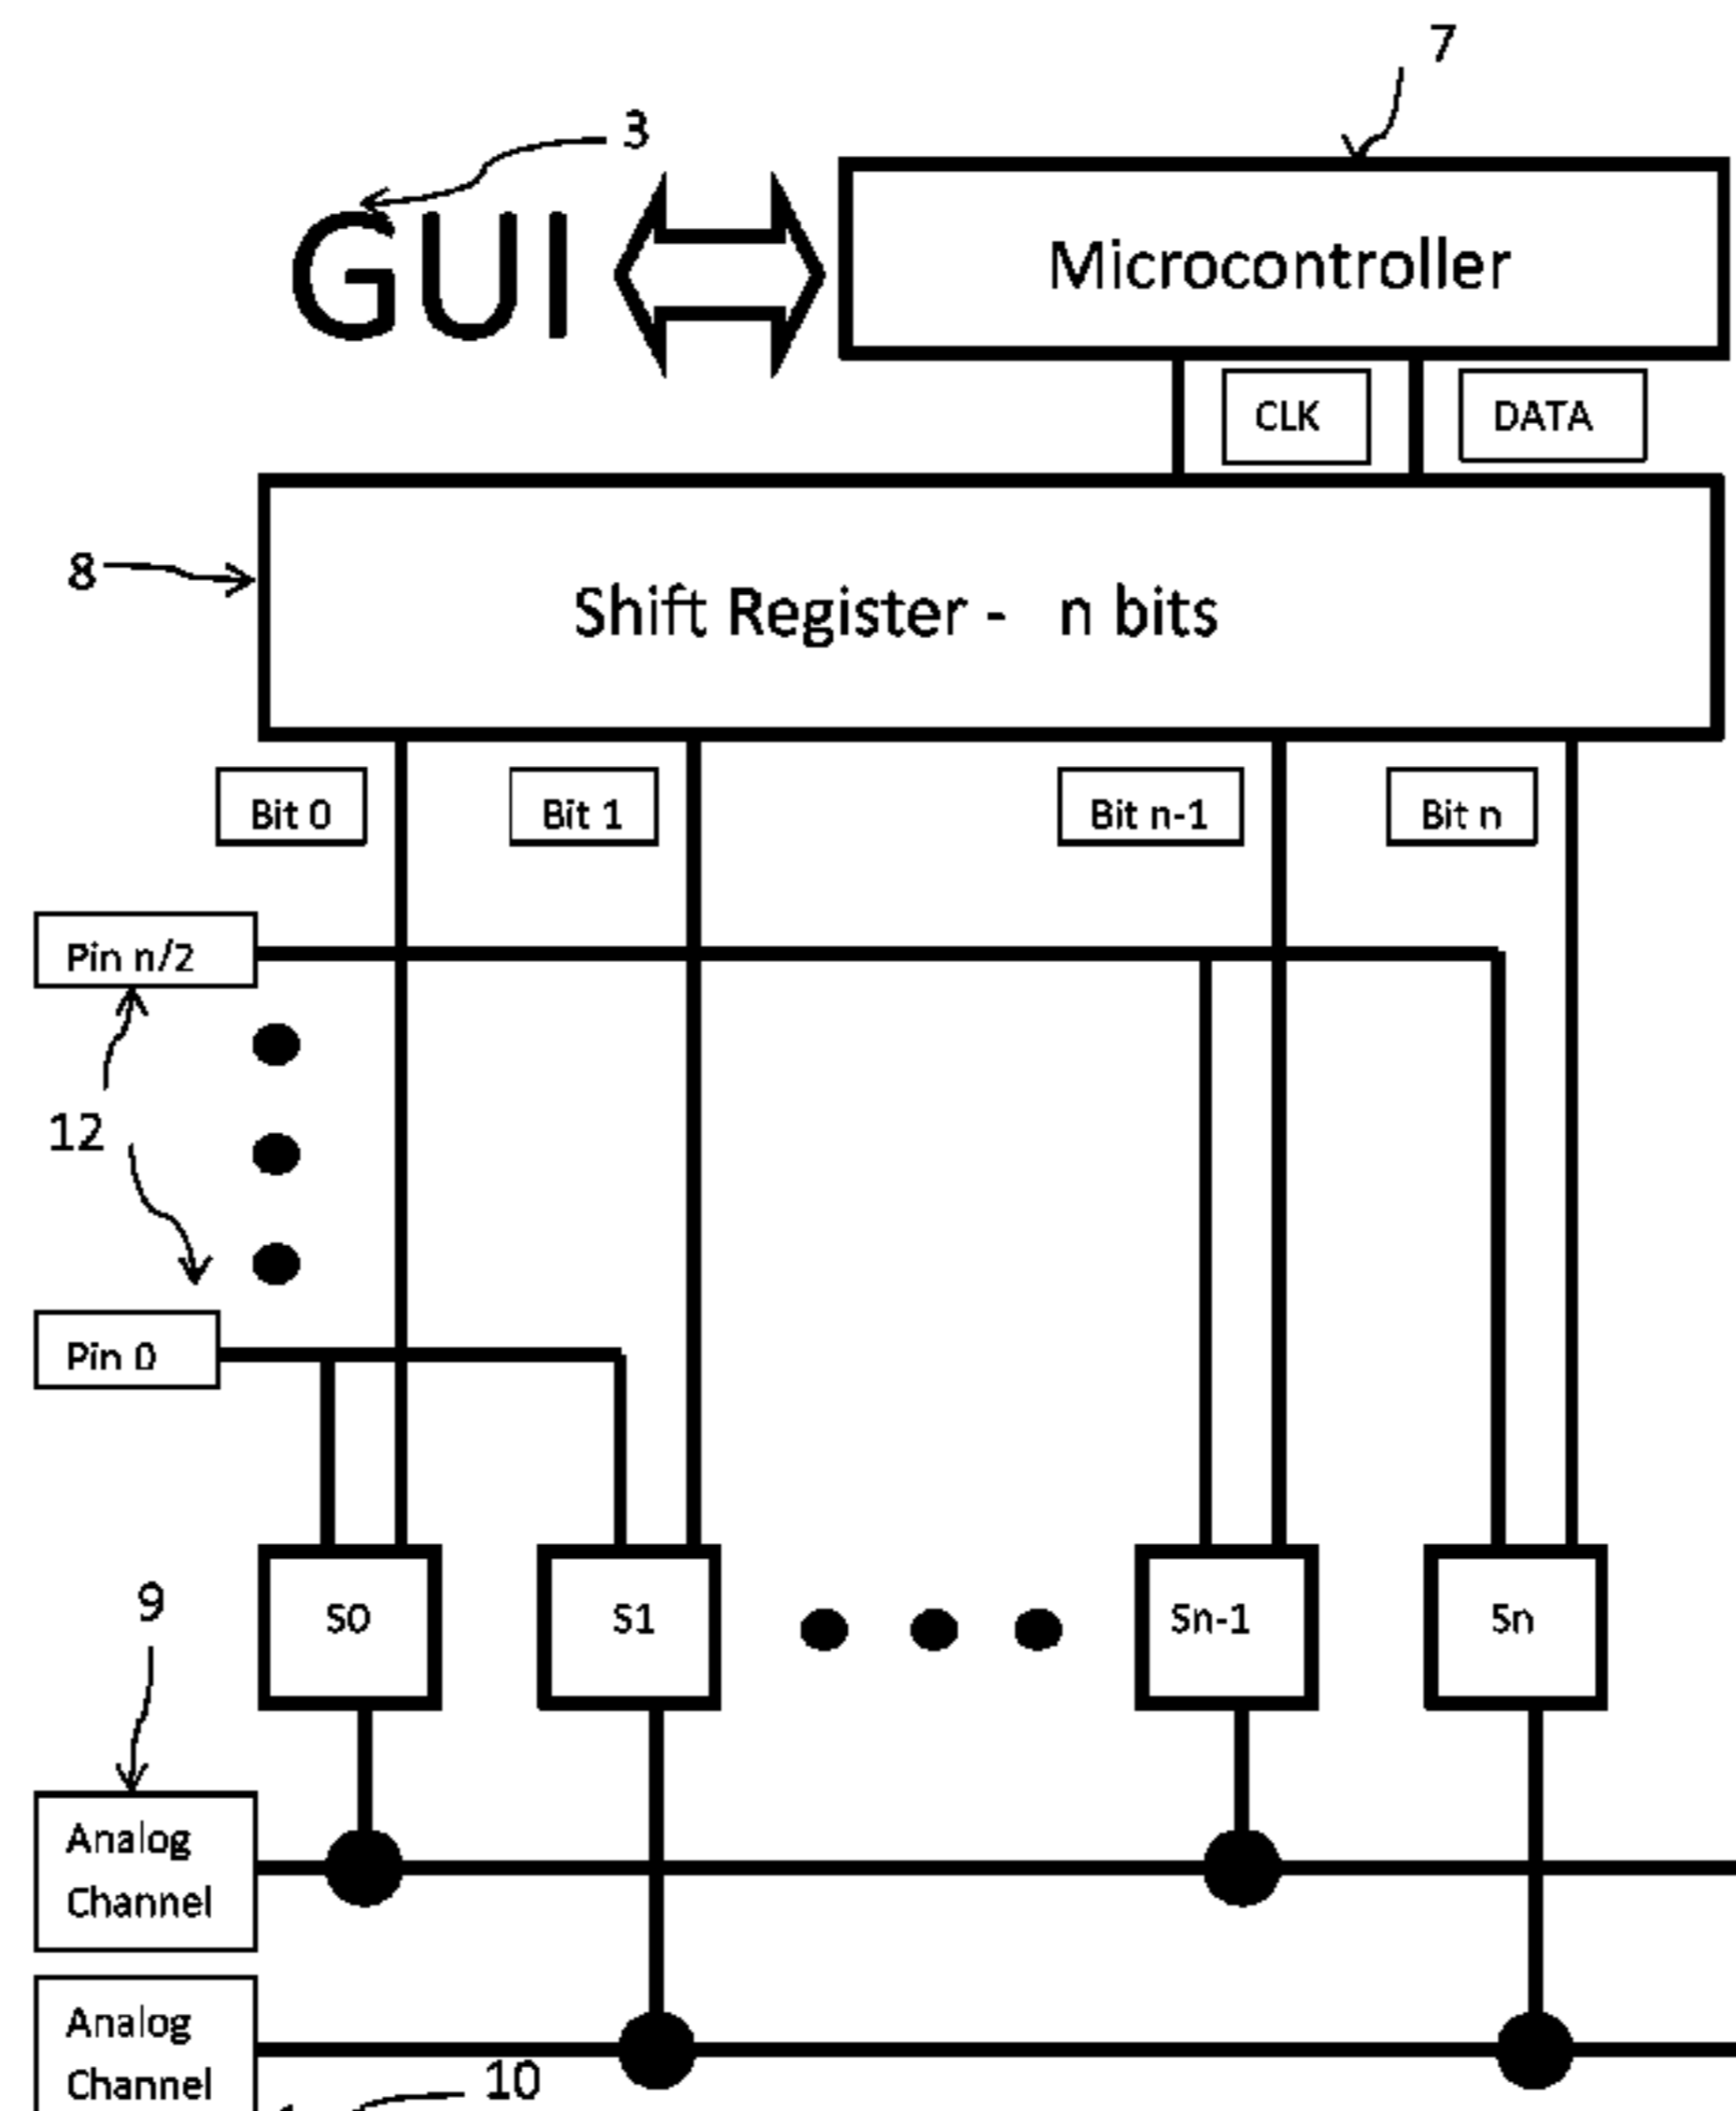 7
3
GUI
Microcontroller
CLK
DATA
8
Shift Register - n bits
Bit 0
Bit 1
Bit n-1
Bit n
Pin n/2
12
Pin 0
9
S0
S1
Sn-1
Sn
Analog
Channel
Analog
Channel
10